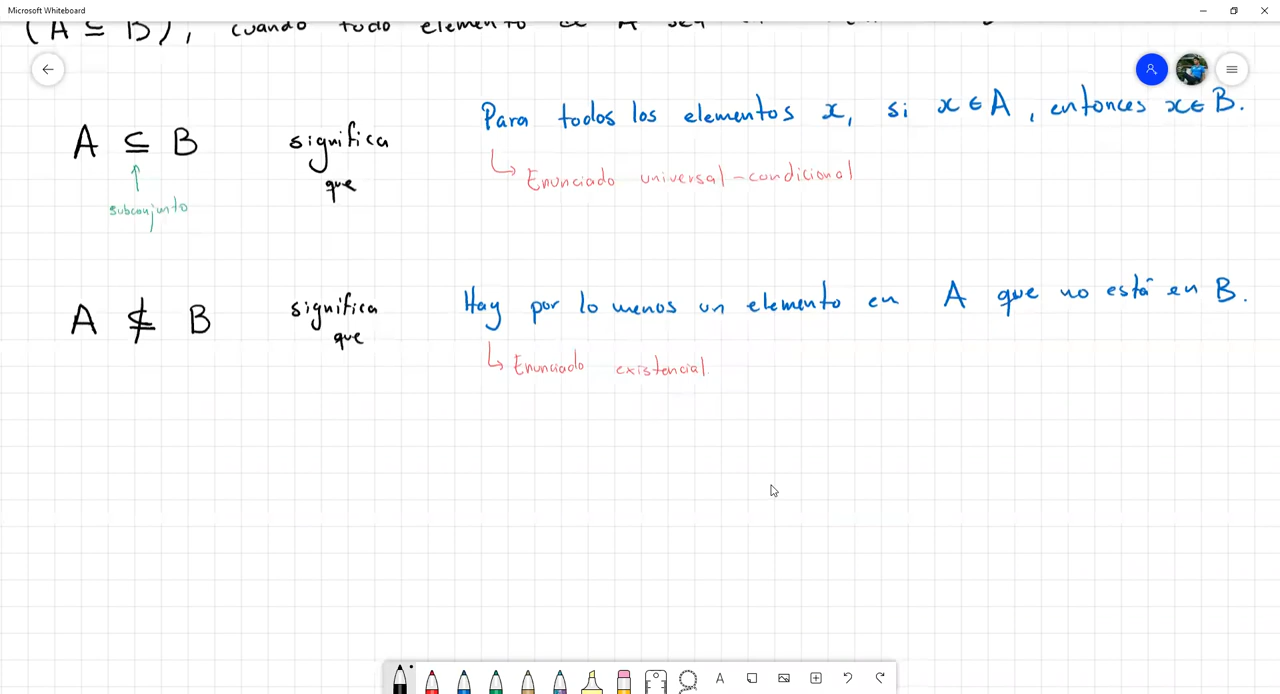 Microsoft Whiteboard
(A ⊆ B), cuando todo elemento de A sea
A ⊆ B significa que Para todos los elementos x, si x ∈ A, entonces x ∈ B.
↳ Enunciado universal-condicional
subconjunto
A ⊈ B significa que Hay por lo menos un elemento en A que no está en B.
↳ Enunciado existencial.